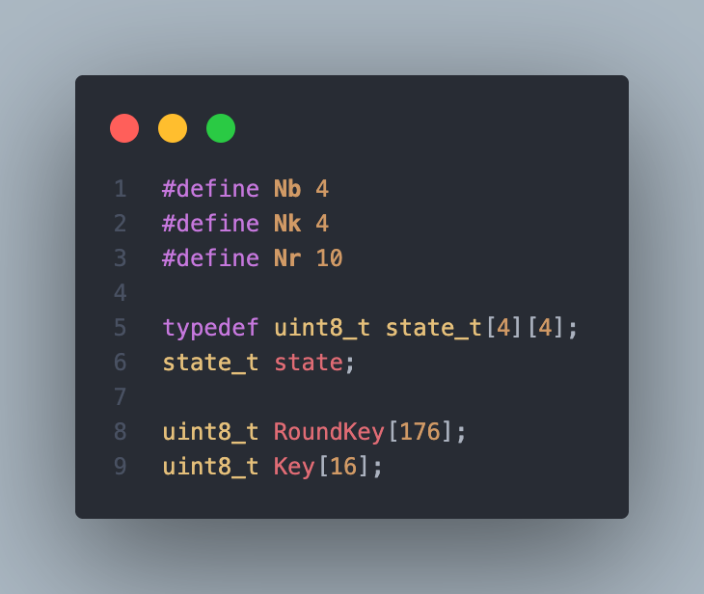 1 #define Nb 4
2 #define Nk 4
3 #define Nr 10
4
5 typedef uint8_t state_t[4][4];
6 state_t state;
7
8 uint8_t RoundKey[176];
9 uint8_t Key[16];